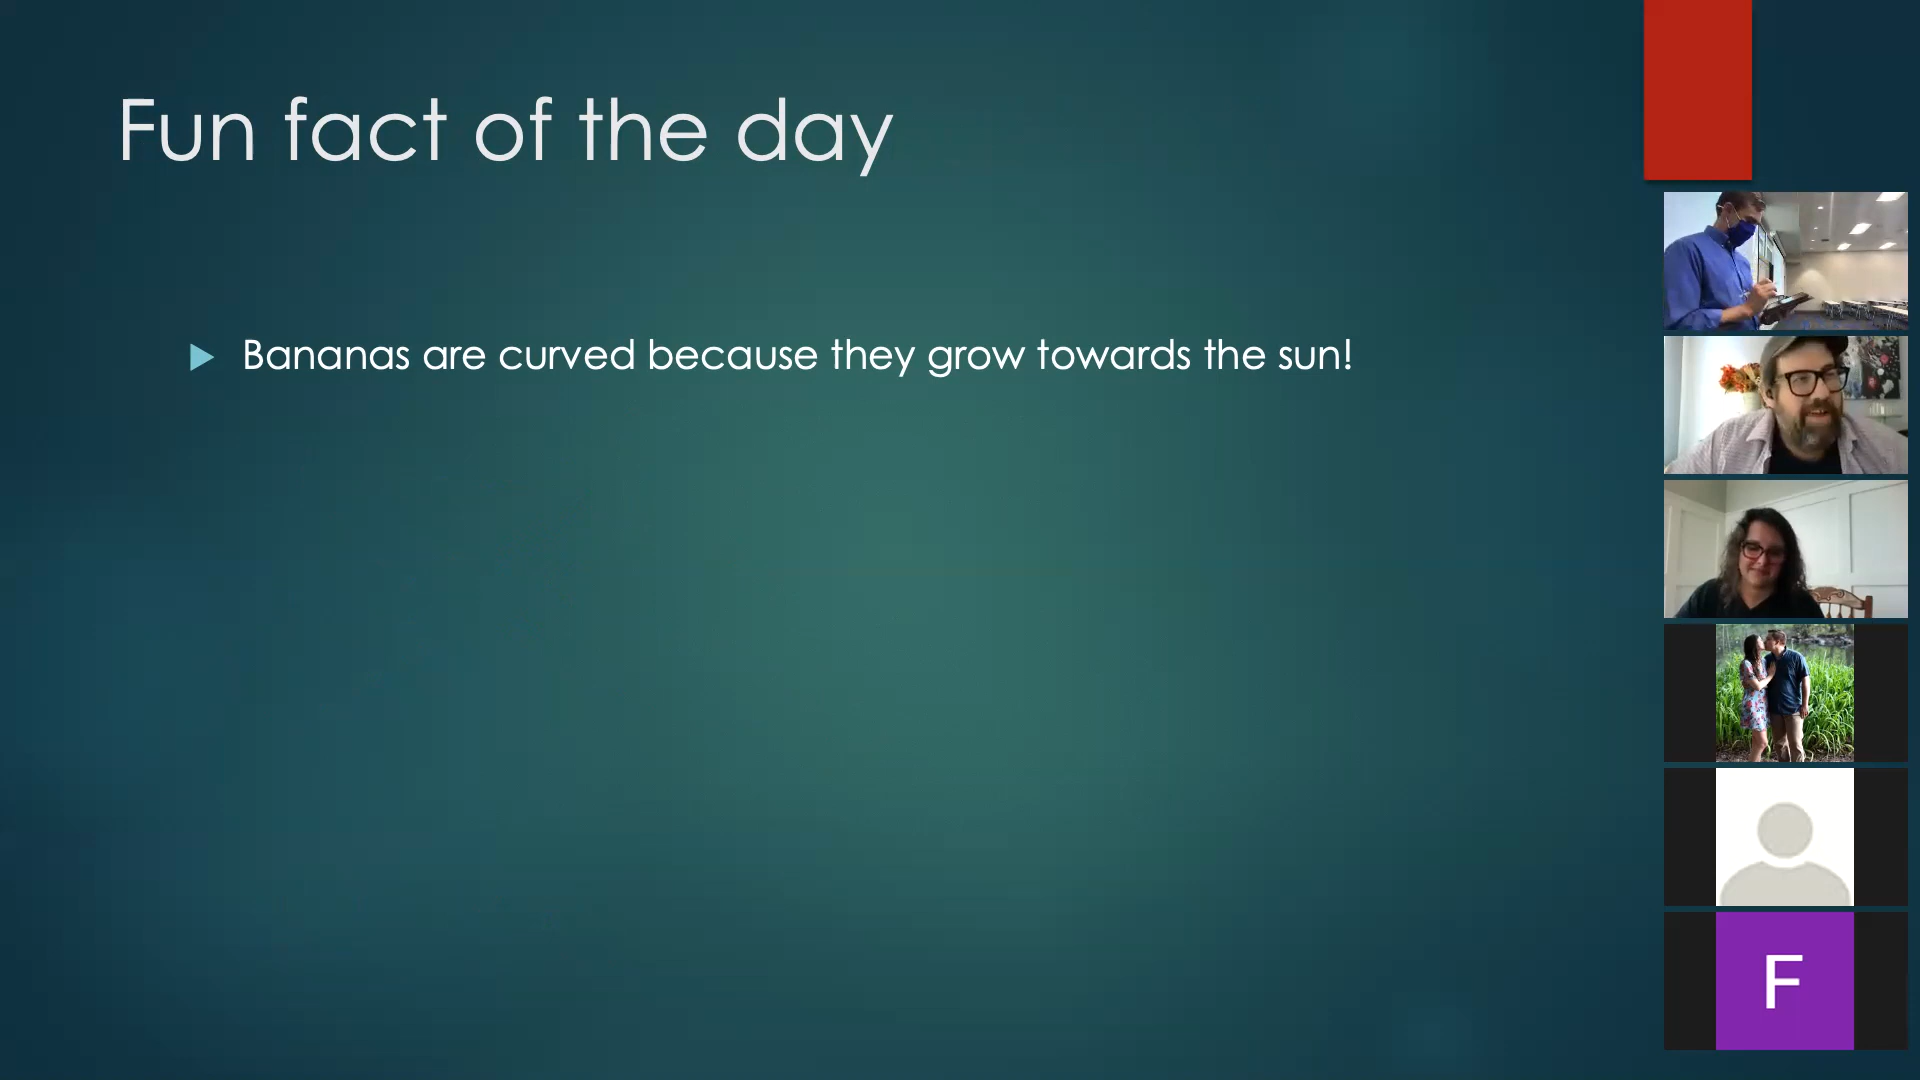 Fun fact of the day
Bananas are curved because they grow towards the sun!
F